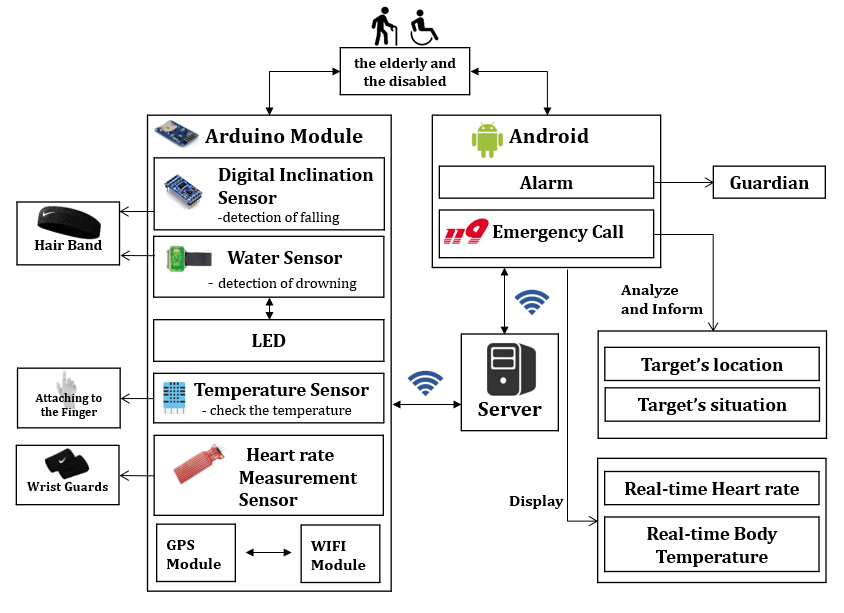 the elderly and
the disabled
Arduino Module
Digital Inclination
Sensor
-detection of falling
Hair Band
Water Sensor
- detection of drowning
LED
Temperature Sensor
- check the temperature
Attaching to
the Finger
Heart rate
Measurement
Sensor
Wrist Guards
GPS
Module
WIFI
Module
Server
Android
Alarm
Guardian
119 Emergency Call
Analyze
and Inform
Target's location
Target's situation
Display
Real-time Heart rate
Real-time Body
Temperature